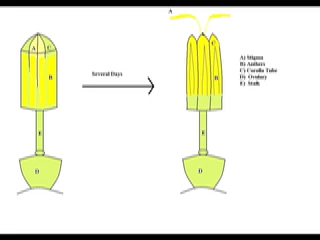 A
A
C
B
E
D
Several Days
C
B
E
D
A) Stigma
B) Anthers
C) Corolla Tube
D) Ovulary
E) Stalk